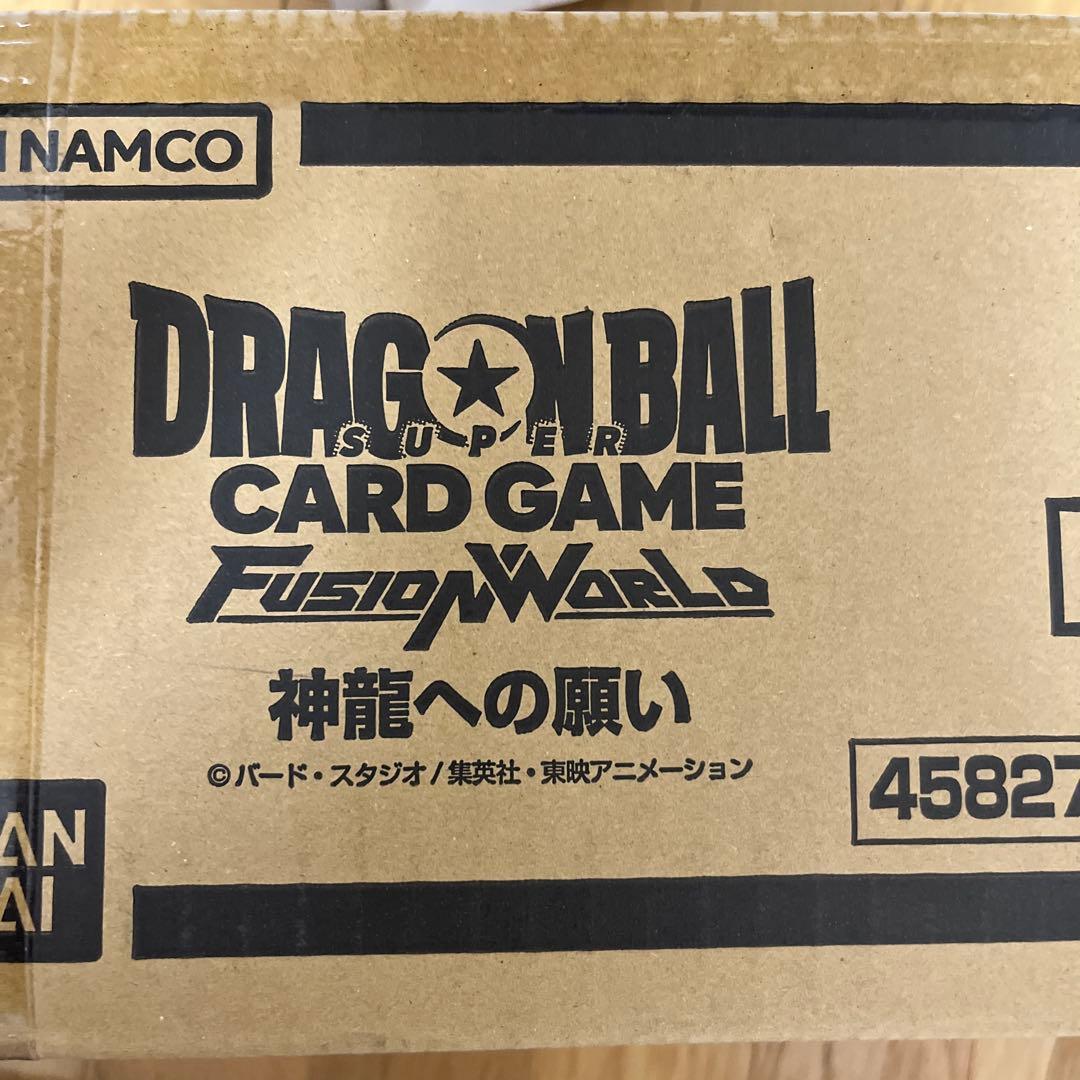 NAMCO
DRAGON BALL
SUPER
CARD GAME
FUSION WORLD
神龍への願い
©バード・スタジオ/集英社・東映アニメーション
45827
AN
AI